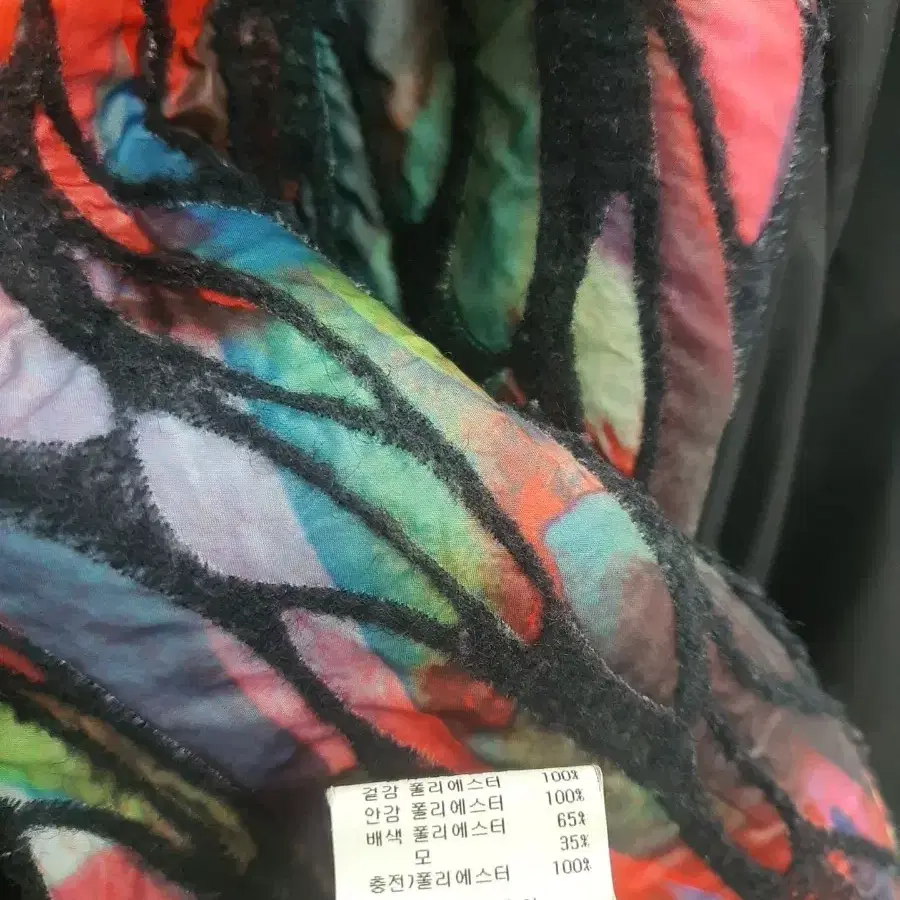 겉감 폴리에스터 100%
안감 폴리에스터 100%
배색 폴리에스터 65%
모 35%
충전)폴리에스터 100%